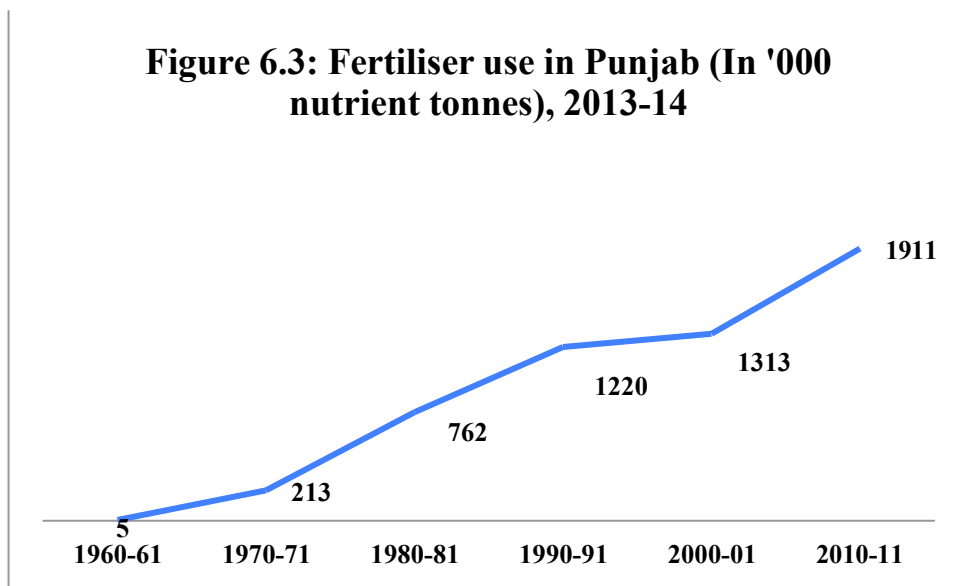 Figure 6.3: Fertiliser use in Punjab (In '000
nutrient tonnes), 2013-14
1911
1313
1220
762
213
5
1960-61 1970-71 1980-81 1990-91 2000-01 2010-11